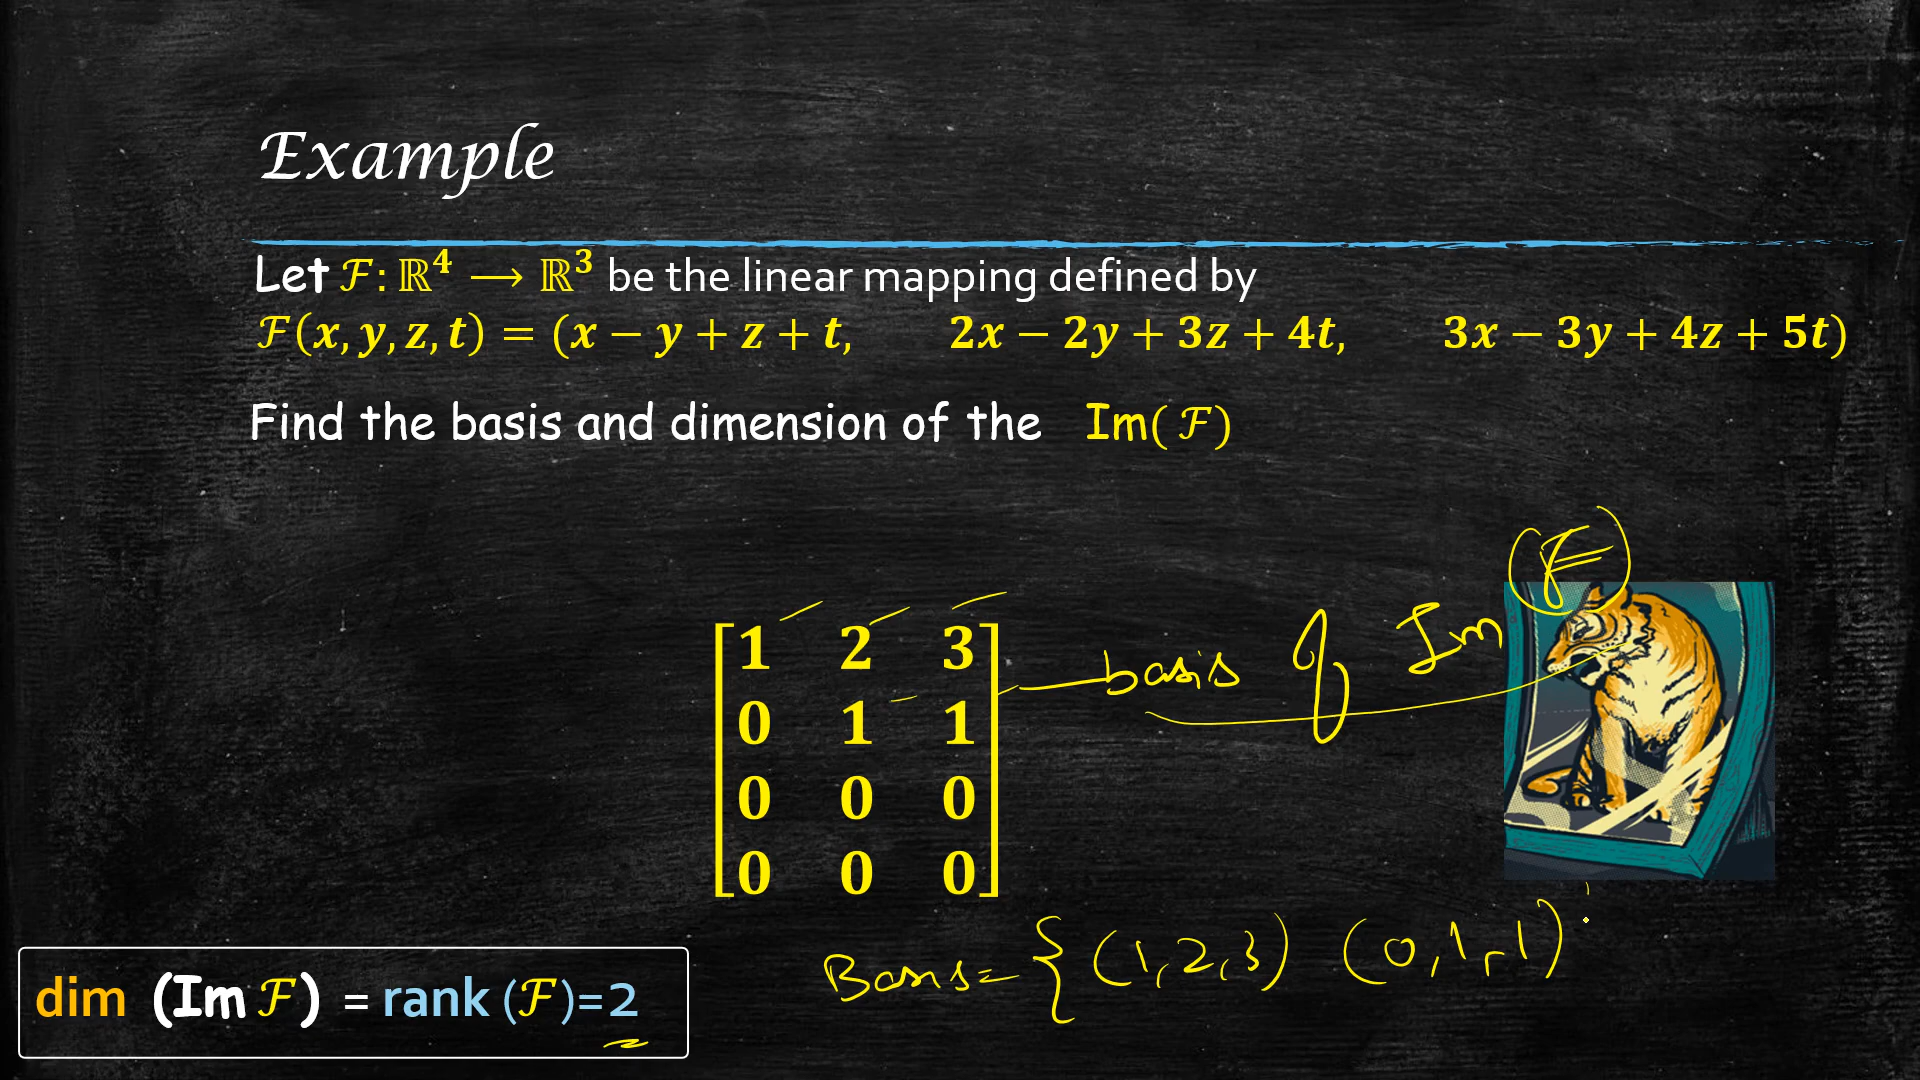 Example
Let ℱ: ℝ⁴ ⟶ ℝ³ be the linear mapping defined by
ℱ(x, y, z, t) = (x − y + z + t, 2x − 2y + 3z + 4t, 3x − 3y + 4z + 5t)
Find the basis and dimension of the Im( ℱ)
1 2 3
0 1 1
0 0 0
0 0 0
basis of Im (F)
Basis = { (1,2,3) (0,1,1)
dim (Im ℱ) = rank (ℱ)=2